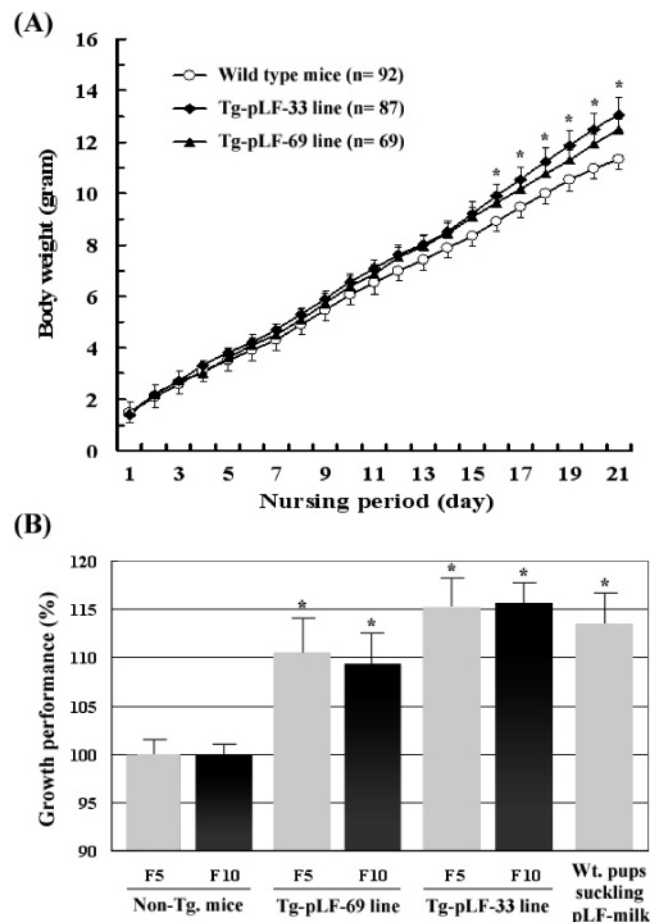 (A)
16
14
12
10
8
6
4
2
0
Body weight (gram)
Wild type mice (n= 92)
Tg-pLF-33 line (n= 87)
Tg-pLF-69 line (n= 69)
* * * * * *
1 3 5 7 9 11 13 15 17 19 21
Nursing period (day)
(B)
120
115
110
105
100
95
90
Growth performance (%)
* * * * *
F5 F10 F5 F10 F5 F10 Wt. pups
Non-Tg. mice Tg-pLF-69 line Tg-pLF-33 line suckling
pLF-milk